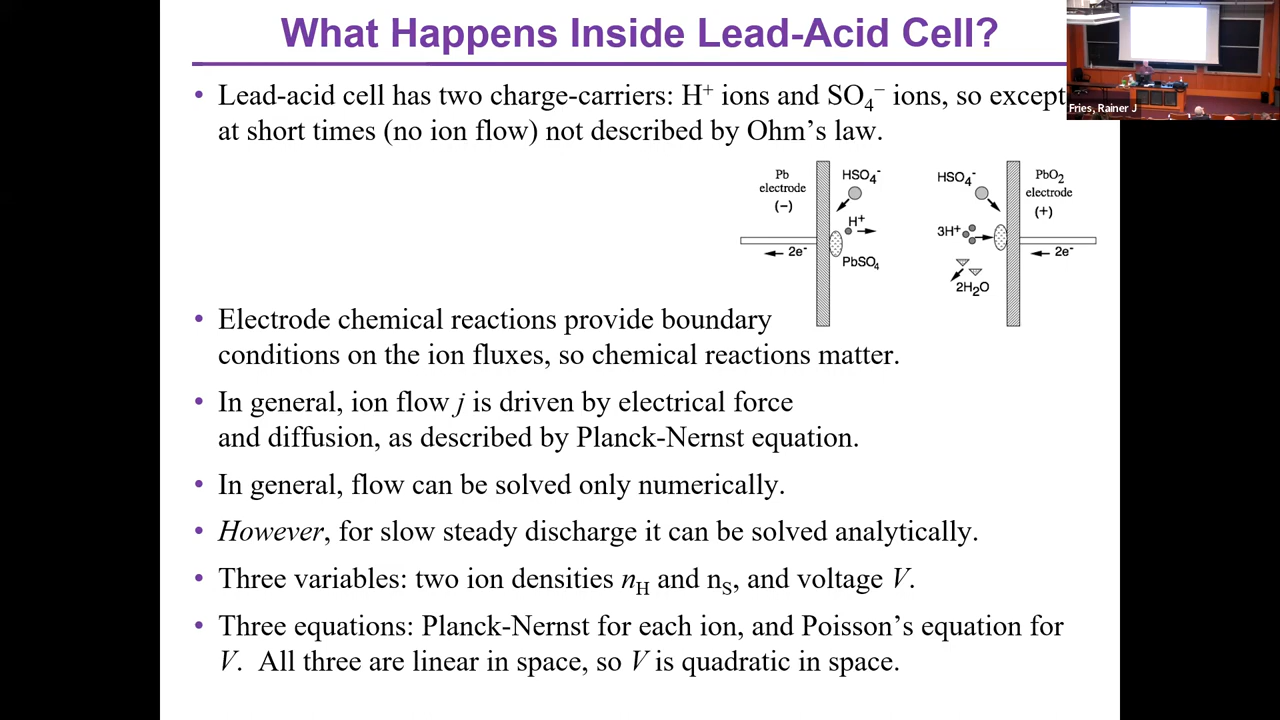 What Happens Inside Lead-Acid Cell?
Fries, Rainer J
• Lead-acid cell has two charge-carriers: H⁺ ions and SO₄⁻ ions, so except
at short times (no ion flow) not described by Ohm's law.
Pb
electrode
(−)
HSO₄⁻
H⁺
2e⁻
PbSO₄
HSO₄⁻
PbO₂
electrode
(+)
3H⁺
2e⁻
2H₂O
• Electrode chemical reactions provide boundary
conditions on the ion fluxes, so chemical reactions matter.
• In general, ion flow j is driven by electrical force
and diffusion, as described by Planck-Nernst equation.
• In general, flow can be solved only numerically.
• However, for slow steady discharge it can be solved analytically.
• Three variables: two ion densities n_H and n_S, and voltage V.
• Three equations: Planck-Nernst for each ion, and Poisson's equation for
V. All three are linear in space, so V is quadratic in space.